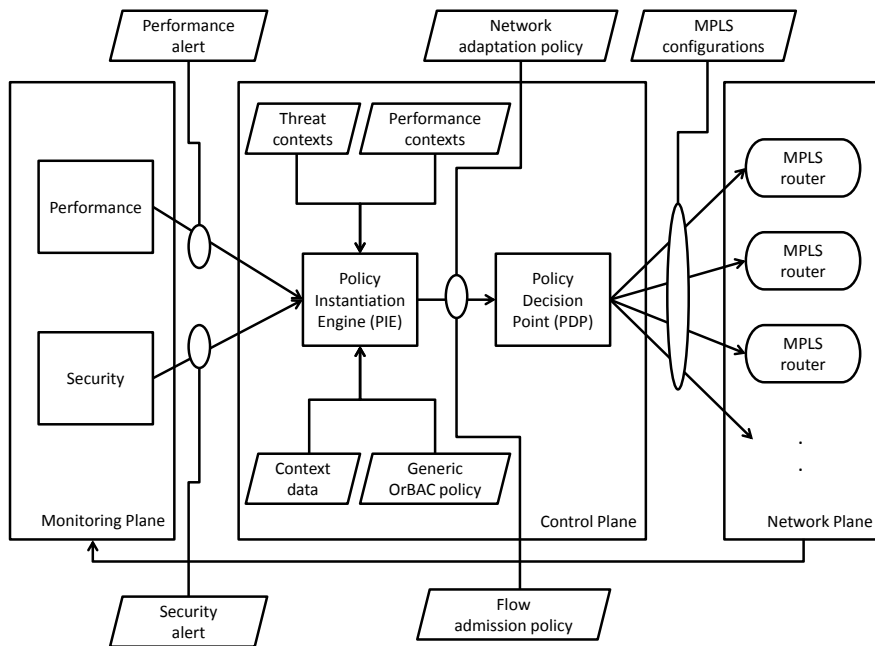 Performance
alert
Network
adaptation policy
MPLS
configurations
Threat
contexts
Performance
contexts
MPLS
router
Performance
Policy
Instantiation
Engine (PIE)
Policy
Decision
Point (PDP)
MPLS
router
Security
MPLS
router
.
.
Context
data
Generic
OrBAC policy
Monitoring Plane
Control Plane
Network Plane
Security
alert
Flow
admission policy